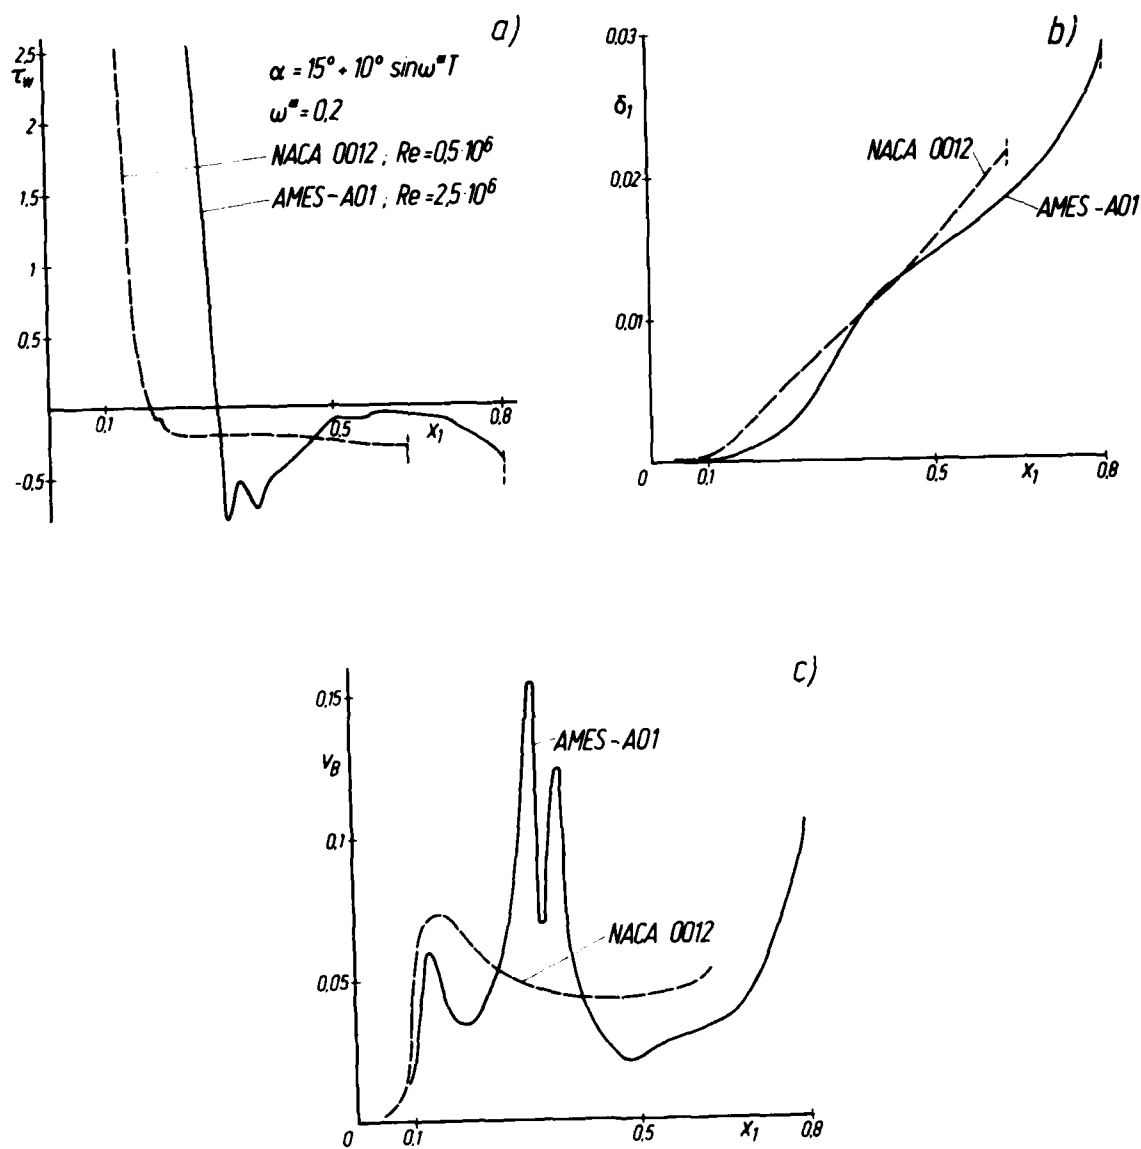 a)
2,5
τw
2
1,5
1
0,5
-0,5
0,1
0,5
x₁
0,8
α = 15° + 10° sinω*T
ω* = 0,2
NACA 0012 ; Re = 0,5·10⁶
AMES-A01 ; Re = 2,5·10⁶
b)
0,03
δ₁
0,02
0,01
0
0,1
0,5
x₁
0,8
NACA 0012
AMES-A01
c)
0,15
vB
0,1
0,05
0
0,1
0,5
x₁
0,8
AMES-A01
NACA 0012